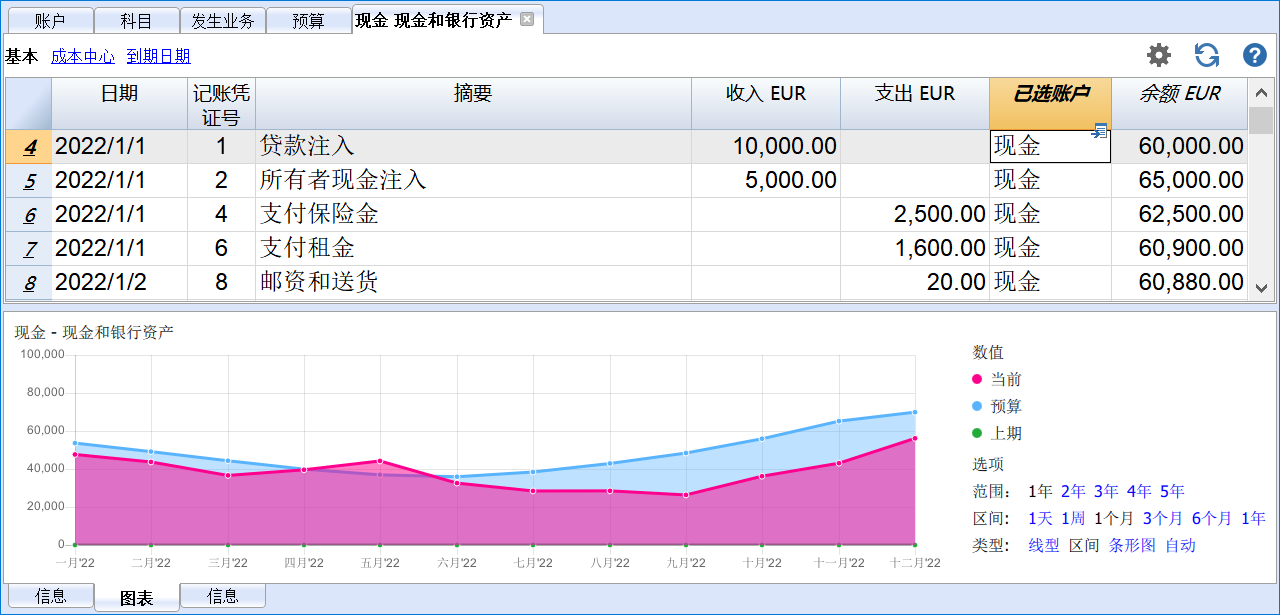 账户 科目 发生业务 预算 现金 现金和银行资产
基本 成本中心 到期日期
日期 记账凭证号 摘要 收入 EUR 支出 EUR 已选账户 余额 EUR
4 2022/1/1 1 贷款注入 10,000.00 现金 60,000.00
5 2022/1/1 2 所有者现金注入 5,000.00 现金 65,000.00
6 2022/1/1 4 支付保险金 2,500.00 现金 62,500.00
7 2022/1/1 6 支付租金 1,600.00 现金 60,900.00
8 2022/1/2 8 邮资和送货 20.00 现金 60,880.00
现金 - 现金和银行资产
100,000
80,000
60,000
40,000
20,000
0
一月'22 二月'22 三月'22 四月'22 五月'22 六月'22 七月'22 八月'22 九月'22 十月'22 十一月'22 十二月'22
数值
当前
预算
上期
选项
范围: 1年 2年 3年 4年 5年
区间: 1天 1周 1个月 3个月 6个月 1年
类型: 线型 区间 条形图 自动
信息 图表 信息